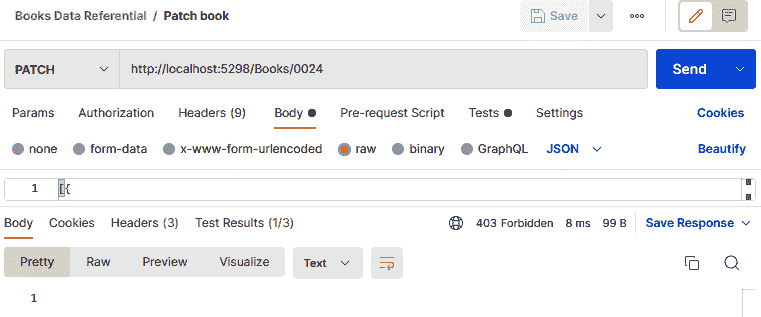 Books Data Referential / Patch book
Save
PATCH
http://localhost:5298/Books/0024
Send
Params Authorization Headers (9) Body Pre-request Script Tests Settings Cookies
none form-data x-www-form-urlencoded raw binary GraphQL JSON Beautify
1 [{
Body Cookies Headers (3) Test Results (1/3) 403 Forbidden 8 ms 99 B Save Response
Pretty Raw Preview Visualize Text
1